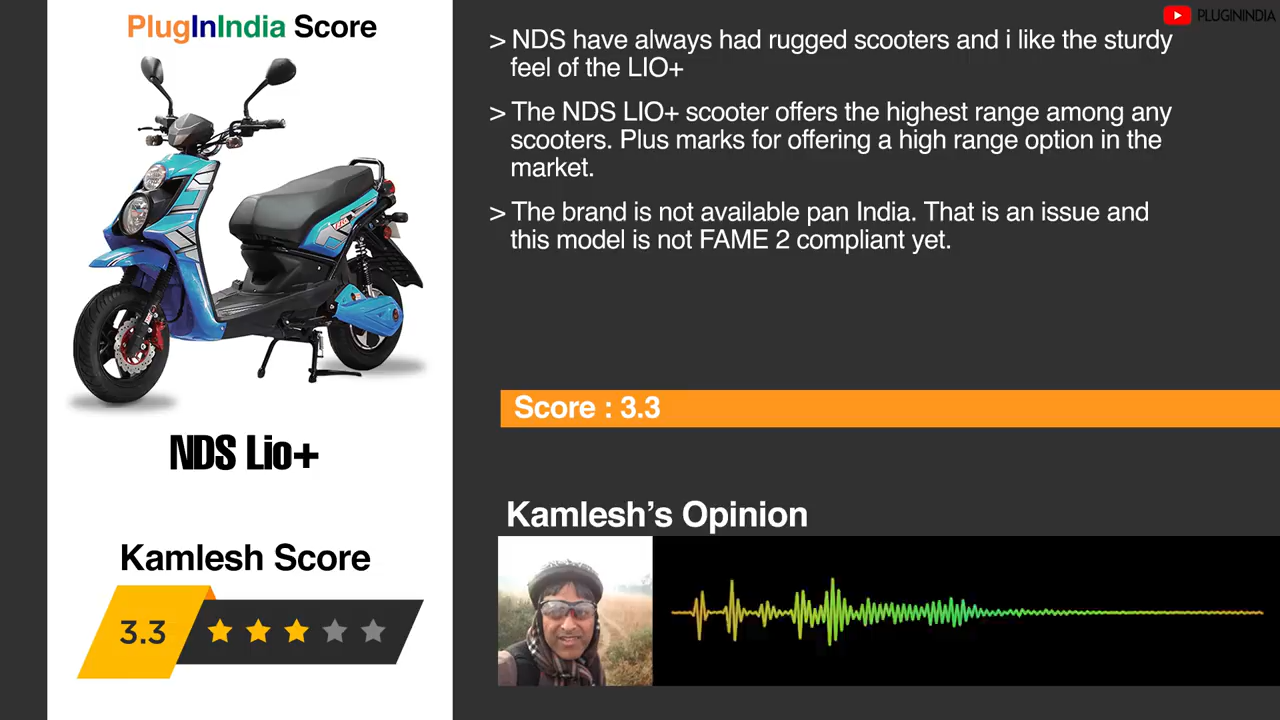 PlugInIndia Score
NDS Lio+
Kamlesh Score
3.3
PLUGININDIA
> NDS have always had rugged scooters and i like the sturdy
feel of the LIO+
> The NDS LIO+ scooter offers the highest range among any
scooters. Plus marks for offering a high range option in the
market.
> The brand is not available pan India. That is an issue and
this model is not FAME 2 compliant yet.
Score : 3.3
Kamlesh's Opinion